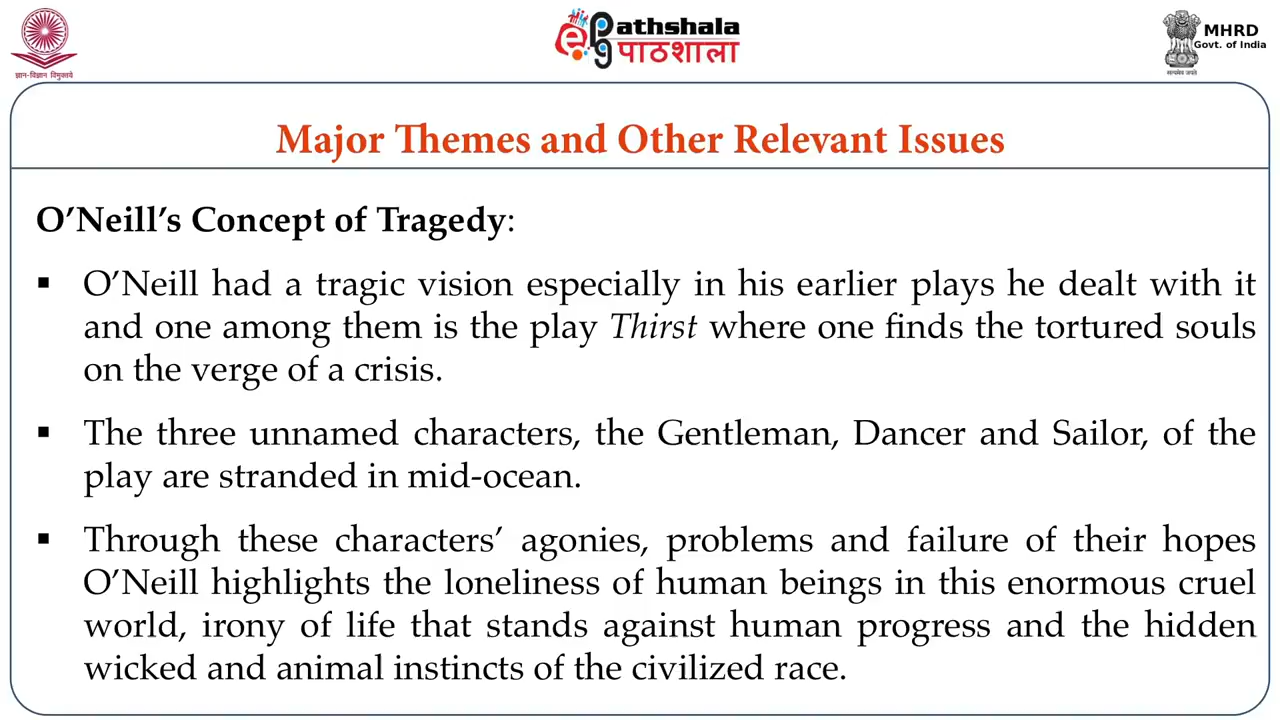 ज्ञान-विज्ञान विमुक्तये
ePathshala
पाठशाला
MHRD
Govt. of India
सत्यमेव जयते
Major Themes and Other Relevant Issues
O’Neill’s Concept of Tragedy:
▪ O’Neill had a tragic vision especially in his earlier plays he dealt with it
and one among them is the play Thirst where one finds the tortured souls
on the verge of a crisis.
▪ The three unnamed characters, the Gentleman, Dancer and Sailor, of the
play are stranded in mid-ocean.
▪ Through these characters’ agonies, problems and failure of their hopes
O’Neill highlights the loneliness of human beings in this enormous cruel
world, irony of life that stands against human progress and the hidden
wicked and animal instincts of the civilized race.